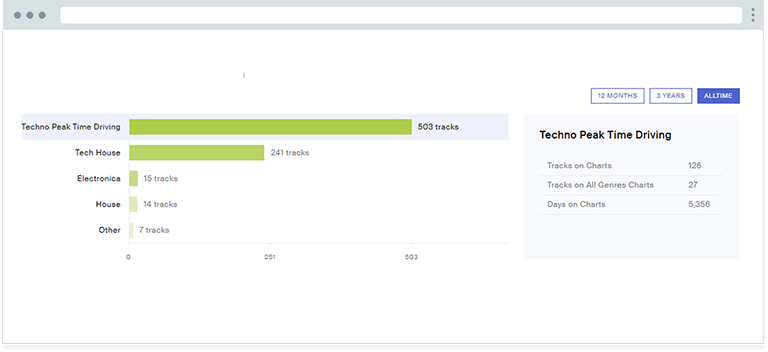 12 MONTHS 3 YEARS ALLTIME
Techno Peak Time Driving 503 tracks
Tech House 241 tracks
Electronica 15 tracks
House 14 tracks
Other 7 tracks
0 251 503
Techno Peak Time Driving
Tracks on Charts 126
Tracks on All Genres Charts 27
Days on Charts 5,356